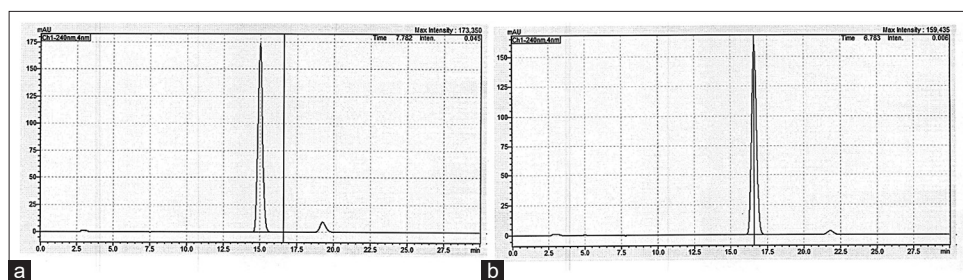 mAU
Ch1-240nm,4nm
Max Intensity : 173,350
Time 7.782 Inten. 0.045
175
150
125
100
75
50
25
0
0.0 2.5 5.0 7.5 10.0 12.5 15.0 17.5 20.0 22.5 25.0 27.5 min
a
mAU
Ch1-240nm,4nm
Max Intensity : 159,435
Time 6.783 Inten. 0.006
150
125
100
75
50
25
0
0.0 2.5 5.0 7.5 10.0 12.5 15.0 17.5 20.0 22.5 25.0 27.5 min
b